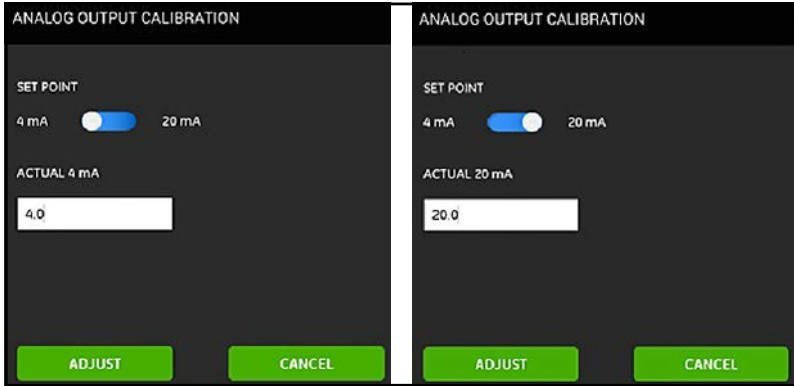 ANALOG OUTPUT CALIBRATION
SET POINT
4 mA 20 mA
ACTUAL 4 mA
4.0
ADJUST CANCEL
ANALOG OUTPUT CALIBRATION
SET POINT
4 mA 20 mA
ACTUAL 20 mA
20.0
ADJUST CANCEL